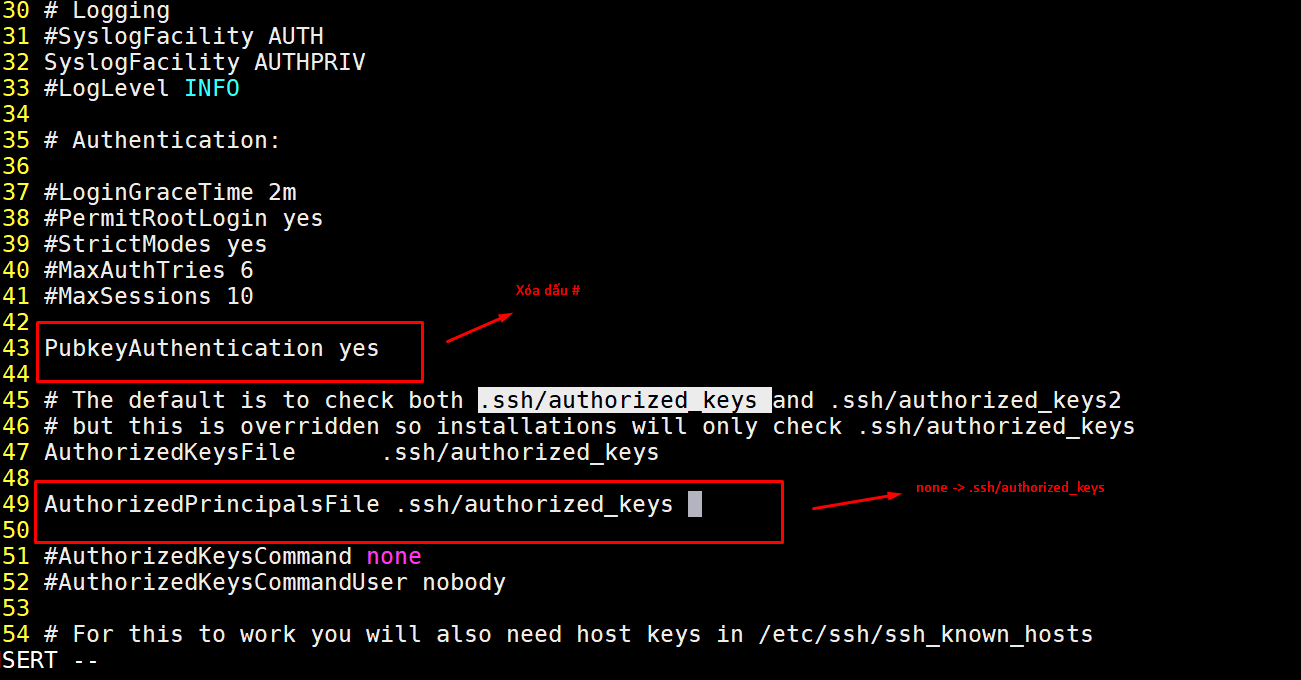 30 # Logging
31 #SyslogFacility AUTH
32 SyslogFacility AUTHPRIV
33 #LogLevel INFO
34
35 # Authentication:
36
37 #LoginGraceTime 2m
38 #PermitRootLogin yes
39 #StrictModes yes
40 #MaxAuthTries 6
41 #MaxSessions 10
Xóa dấu #
42
43 PubkeyAuthentication yes
44
45 # The default is to check both .ssh/authorized_keys and .ssh/authorized_keys2
46 # but this is overridden so installations will only check .ssh/authorized_keys
47 AuthorizedKeysFile      .ssh/authorized_keys
48
none -> .ssh/authorized_keys
49 AuthorizedPrincipalsFile .ssh/authorized_keys
50
51 #AuthorizedKeysCommand none
52 #AuthorizedKeysCommandUser nobody
53
54 # For this to work you will also need host keys in /etc/ssh/ssh_known_hosts
SERT --